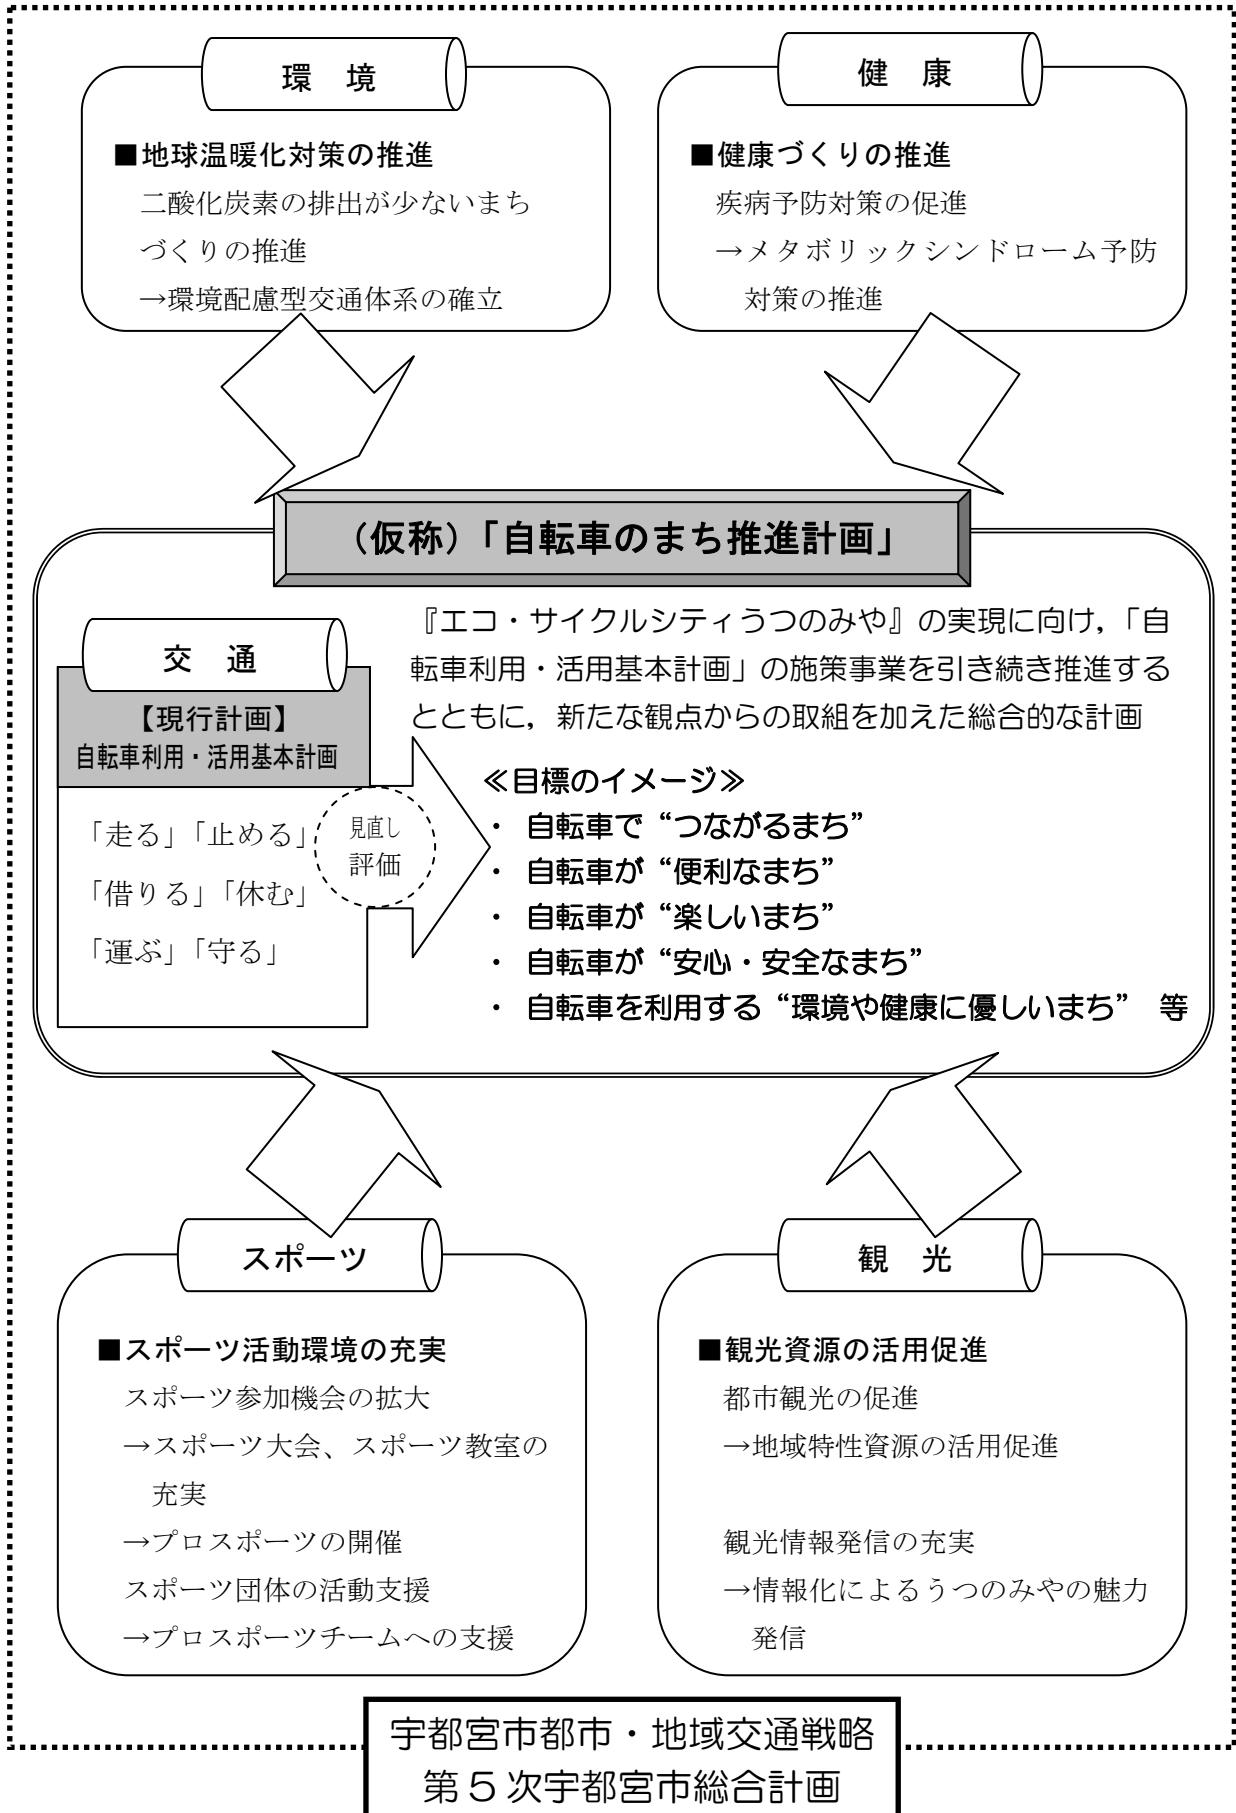 環　境
■地球温暖化対策の推進
二酸化炭素の排出が少ないまち
づくりの推進
→環境配慮型交通体系の確立
健　康
■健康づくりの推進
疾病予防対策の促進
→メタボリックシンドローム予防
対策の推進
（仮称）「自転車のまち推進計画」
『エコ・サイクルシティうつのみや』の実現に向け，「自
転車利用・活用基本計画」の施策事業を引き続き推進する
とともに，新たな観点からの取組を加えた総合的な計画
交　通
【現行計画】
自転車利用・活用基本計画
「走る」「止める」
「借りる」「休む」
「運ぶ」「守る」
見直し
評価
≪目標のイメージ≫
・　自転車で“つながるまち”
・　自転車が“便利なまち”
・　自転車が“楽しいまち”
・　自転車が“安心・安全なまち”
・　自転車を利用する“環境や健康に優しいまち”　等
スポーツ
■スポーツ活動環境の充実
スポーツ参加機会の拡大
→スポーツ大会、スポーツ教室の
充実
→プロスポーツの開催
スポーツ団体の活動支援
→プロスポーツチームへの支援
観　光
■観光資源の活用促進
都市観光の促進
→地域特性資源の活用促進
観光情報発信の充実
→情報化によるうつのみやの魅力
発信
宇都宮市都市・地域交通戦略
第５次宇都宮市総合計画